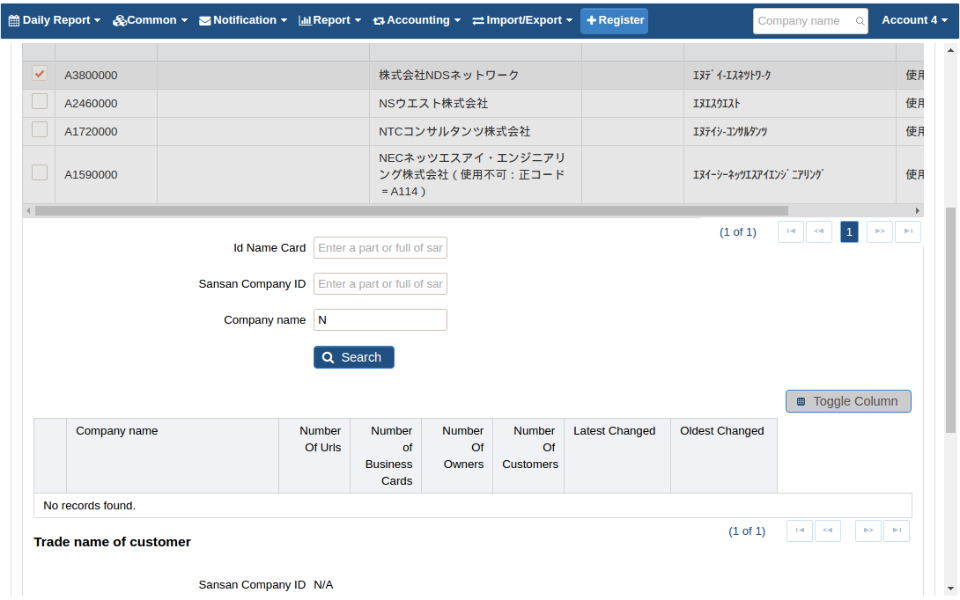 Daily Report Common Notification Report Accounting Import/Export + Register Company name Account 4
A3800000 株式会社NDSネットワーク ｴﾇﾃﾞｨ-ｴｽﾈｯﾄﾜ-ｸ 使用
A2460000 NSウエスト株式会社 ｴﾇｴｽｳｴｽﾄ 使用
A1720000 NTCコンサルタンツ株式会社 ｴﾇﾃｲｼ-ｺﾝｻﾙﾀﾝﾂ 使用
NECネッツエスアイ・エンジニアリ
A1590000 ング株式会社 ( 使用不可 : 正コード ｴﾇｲｰｼｰﾈｯﾂｴｽｱｲｴﾝｼﾞﾆｱﾘﾝｸﾞ 使用
= A114 )
(1 of 1) 1
Id Name Card Enter a part or full of sar
Sansan Company ID Enter a part or full of sar
Company name N
Search
Toggle Column
Company name Number Number Number Number Latest Changed Oldest Changed
Of Urls of Of Of
Business Owners Customers
Cards
No records found.
(1 of 1)
Trade name of customer
Sansan Company ID N/A